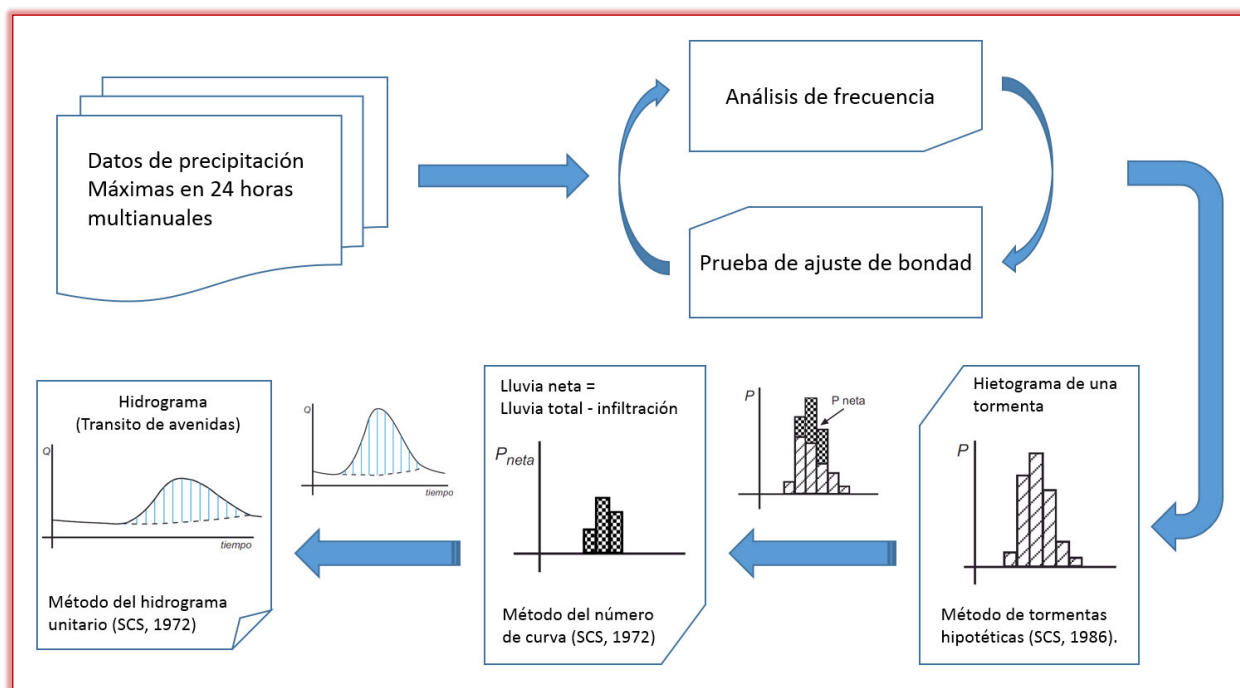 Datos de precipitación
Máximas en 24 horas
multianuales
Análisis de frecuencia
Prueba de ajuste de bondad
Hietograma de una
tormenta
P
Método de tormentas
hipotéticas (SCS, 1986).
P
P neta
Lluvia neta =
Lluvia total - infiltración
Pneta
Método del número
de curva (SCS, 1972)
Q
tiempo
Hidrograma
(Transito de avenidas)
Q
tiempo
Método del hidrograma
unitario (SCS, 1972)